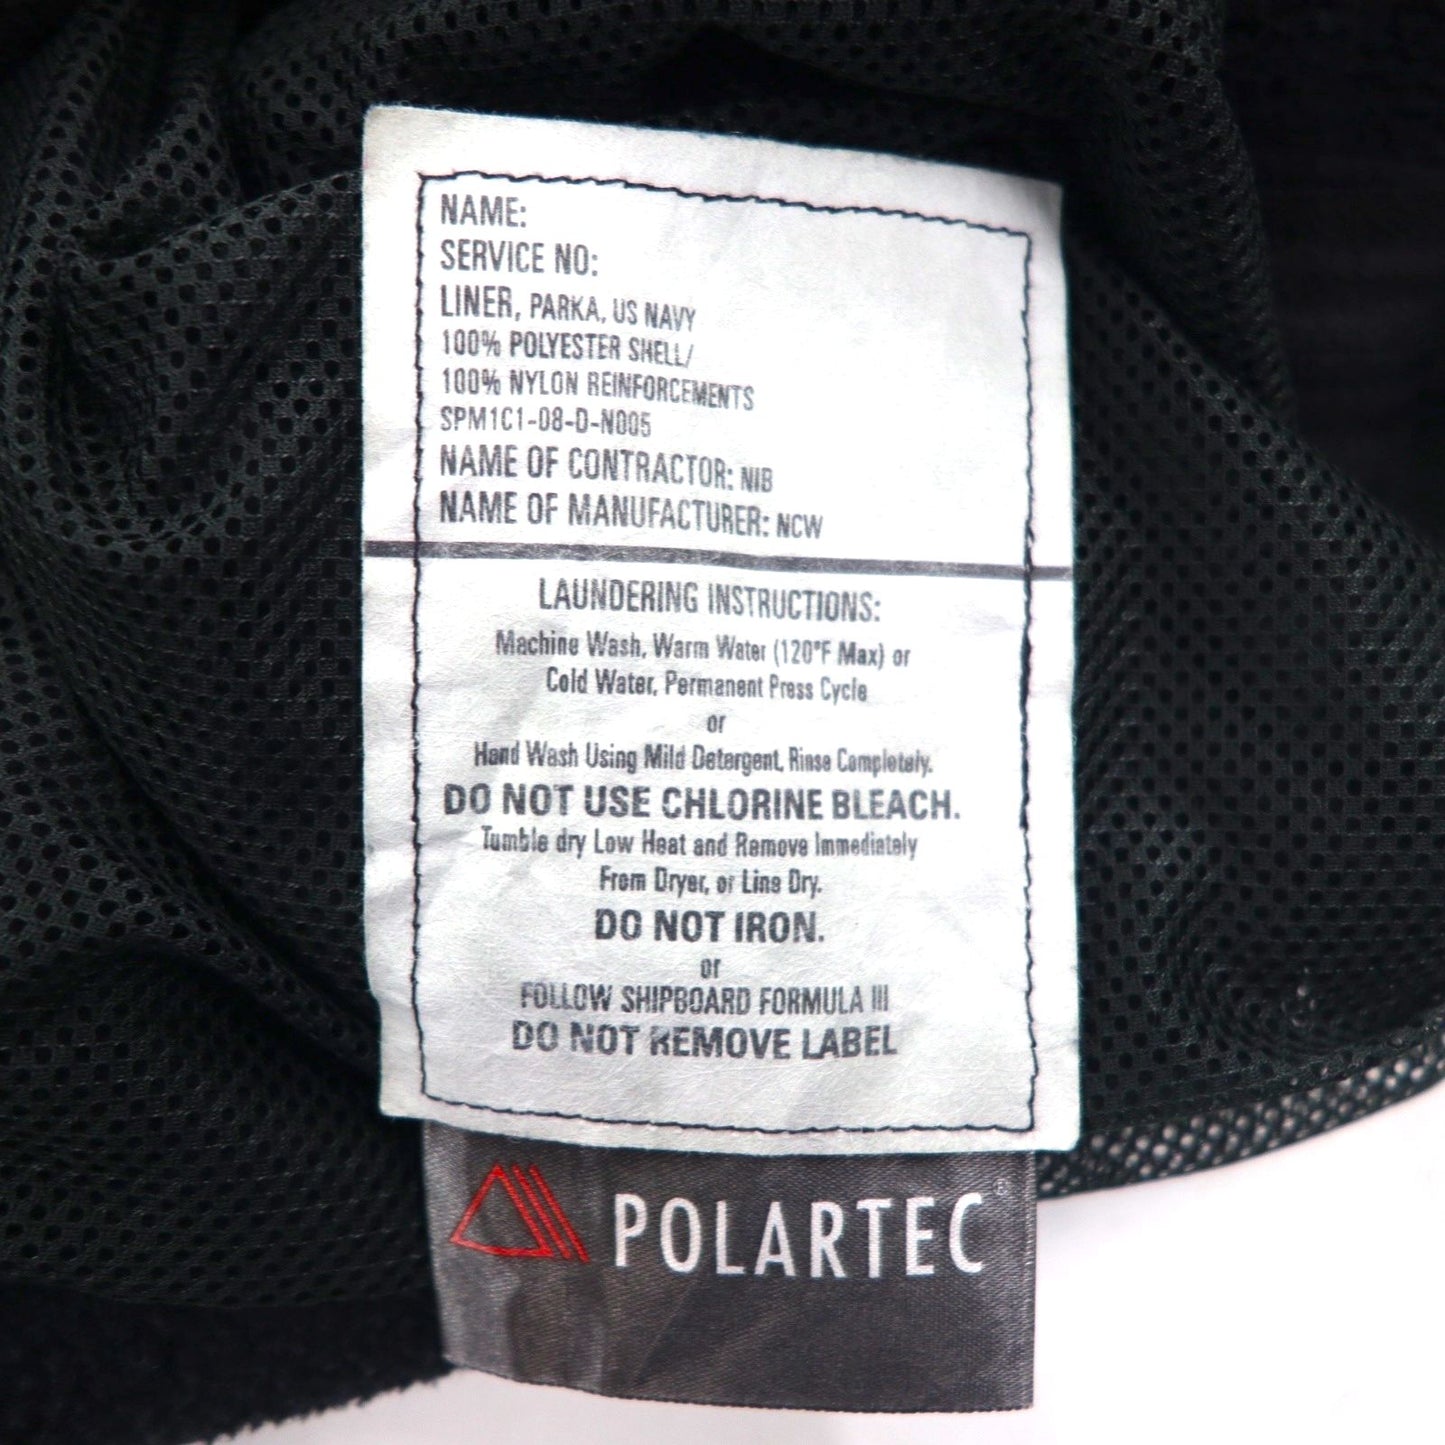 NAME:
SERVICE NO:
LINER, PARKA, US NAVY
100% POLYESTER SHELL/
100% NYLON REINFORCEMENTS
SPM1C1-08-D-N005
NAME OF CONTRACTOR: NIB
NAME OF MANUFACTURER: NCW
LAUNDERING INSTRUCTIONS:
Machine Wash, Warm Water (120°F Max) or
Cold Water, Permanent Press Cycle
or
Hand Wash Using Mild Detergent, Rinse Completely.
DO NOT USE CHLORINE BLEACH.
Tumble dry Low Heat and Remove Immediately
From Dryer, or Line Dry.
DO NOT IRON.
or
FOLLOW SHIPBOARD FORMULA III
DO NOT REMOVE LABEL
POLARTEC®